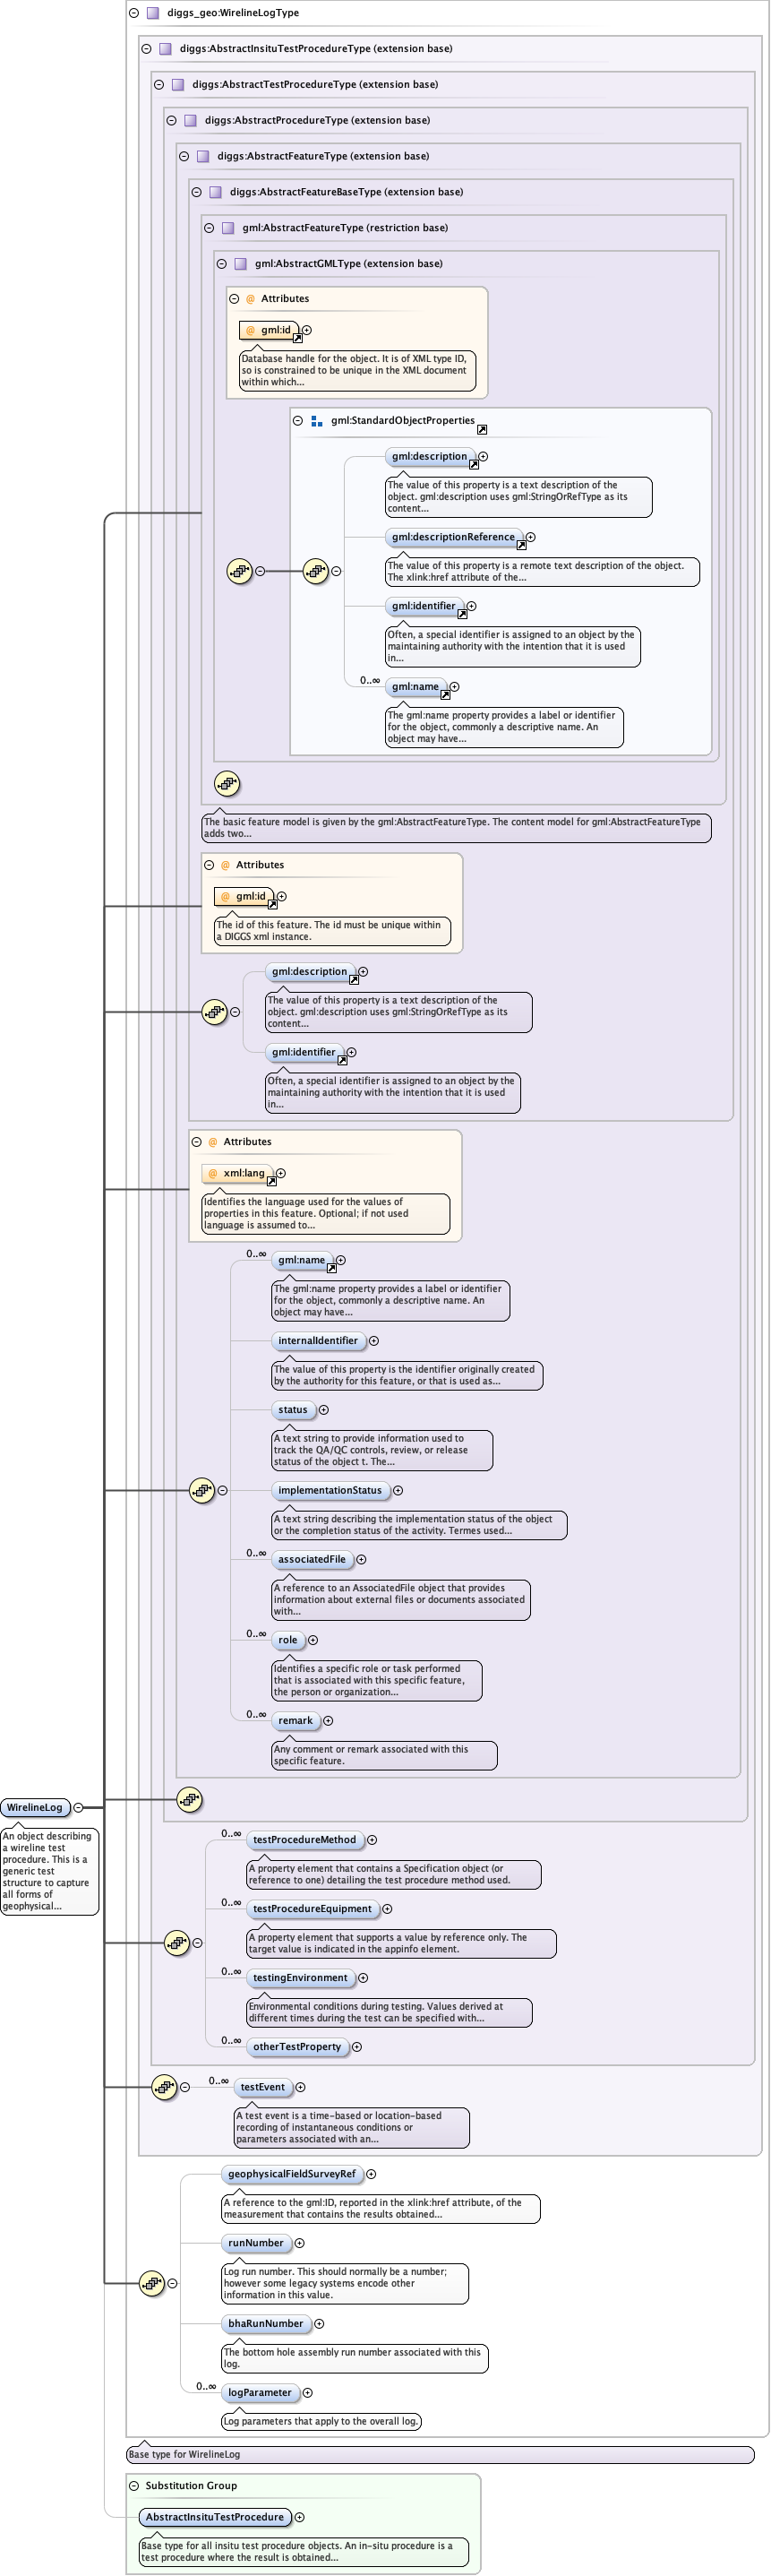 diggs_geo:WirelineLogType
diggs:AbstractInsituTestProcedureType (extension base)
diggs:AbstractTestProcedureType (extension base)
diggs:AbstractProcedureType (extension base)
diggs:AbstractFeatureType (extension base)
diggs:AbstractFeatureBaseType (extension base)
gml:AbstractFeatureType (restriction base)
gml:AbstractGMLType (extension base)
@ Attributes
@ gml:id
Database handle for the object. It is of XML type ID,
so is constrained to be unique in the XML document
within which...
gml:StandardObjectProperties
gml:description
The value of this property is a text description of the
object. gml:description uses gml:StringOrRefType as its
content...
gml:descriptionReference
The value of this property is a remote text description of the object.
The xlink:href attribute of the...
gml:identifier
Often, a special identifier is assigned to an object by the
maintaining authority with the intention that it is used
in...
0..∞
gml:name
The gml:name property provides a label or identifier
for the object, commonly a descriptive name. An
object may have...
The basic feature model is given by the gml:AbstractFeatureType. The content model for gml:AbstractFeatureType
adds two...
@ Attributes
@ gml:id
The id of this feature. The id must be unique within
a DIGGS xml instance.
gml:description
The value of this property is a text description of the
object. gml:description uses gml:StringOrRefType as its
content...
gml:identifier
Often, a special identifier is assigned to an object by the
maintaining authority with the intention that it is used
in...
@ Attributes
@ xml:lang
Identifies the language used for the values of
properties in this feature. Optional; if not used
language is assumed to...
0..∞
gml:name
The gml:name property provides a label or identifier
for the object, commonly a descriptive name. An
object may have...
internalIdentifier
The value of this property is the identifier originally created
by the authority for this feature, or that is used as...
status
A text string to provide information used to
track the QA/QC controls, review, or release
status of the object t. The...
implementationStatus
A text string describing the implementation status of the object
or the completion status of the activity. Termes used...
0..∞
associatedFile
A reference to an AssociatedFile object that provides
information about external files or documents associated
with...
0..∞
role
Identifies a specific role or task performed
that is associated with this specific feature,
the person or organization...
0..∞
remark
Any comment or remark associated with this
specific feature.
WirelineLog
An object describing
a wireline test
procedure. This is a
generic test
structure to capture
all forms of
geophysical...
0..∞
testProcedureMethod
A property element that contains a Specification object (or
reference to one) detailing the test procedure method used.
0..∞
testProcedureEquipment
A property element that supports a value by reference only. The
target value is indicated in the appinfo element.
0..∞
testingEnvironment
Environmental conditions during testing. Values derived at
different times during the test can be specified with...
0..∞
otherTestProperty
0..∞
testEvent
A test event is a time-based or location-based
recording of instantaneous conditions or
parameters associated with an...
geophysicalFieldSurveyRef
A reference to the gml:ID, reported in the xlink:href attribute, of the
measurement that contains the results obtained...
runNumber
Log run number. This should normally be a number;
however some legacy systems encode other
information in this value.
bhaRunNumber
The bottom hole assembly run number associated with this
log.
0..∞
logParameter
Log parameters that apply to the overall log.
Base type for WirelineLog
Substitution Group
AbstractInsituTestProcedure
Base type for all insitu test procedure objects. An in-situ procedure is a
test procedure where the result is obtained...